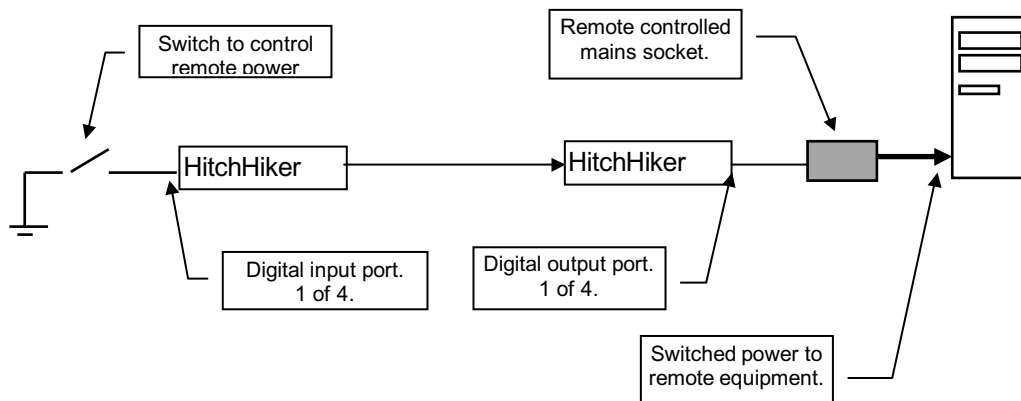 Switch to control
remote power
Remote controlled
mains socket.
HitchHiker
HitchHiker
Digital input port.
1 of 4.
Digital output port.
1 of 4.
Switched power to
remote equipment.